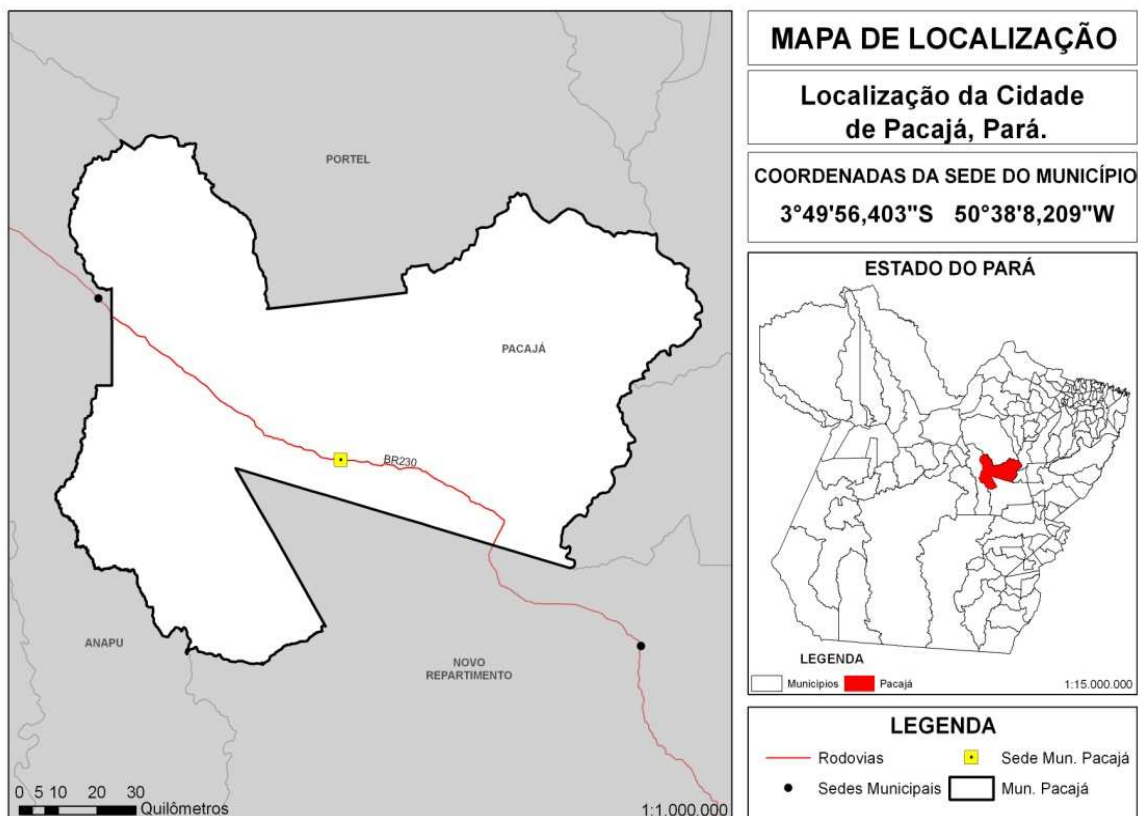 PORTEL
PACAJÁ
BR230
ANAPU
NOVO
REPARTIMENTO
0 5 10 20 30
Quilômetros
1:1.000.000
MAPA DE LOCALIZAÇÃO
Localização da Cidade
de Pacajá, Pará.
COORDENADAS DA SEDE DO MUNICÍPIO
3°49'56,403"S 50°38'8,209"W
ESTADO DO PARÁ
LEGENDA
Municípios Pacajá
1:15.000.000
LEGENDA
Rodovias Sede Mun. Pacajá
Sedes Municipais Mun. Pacajá